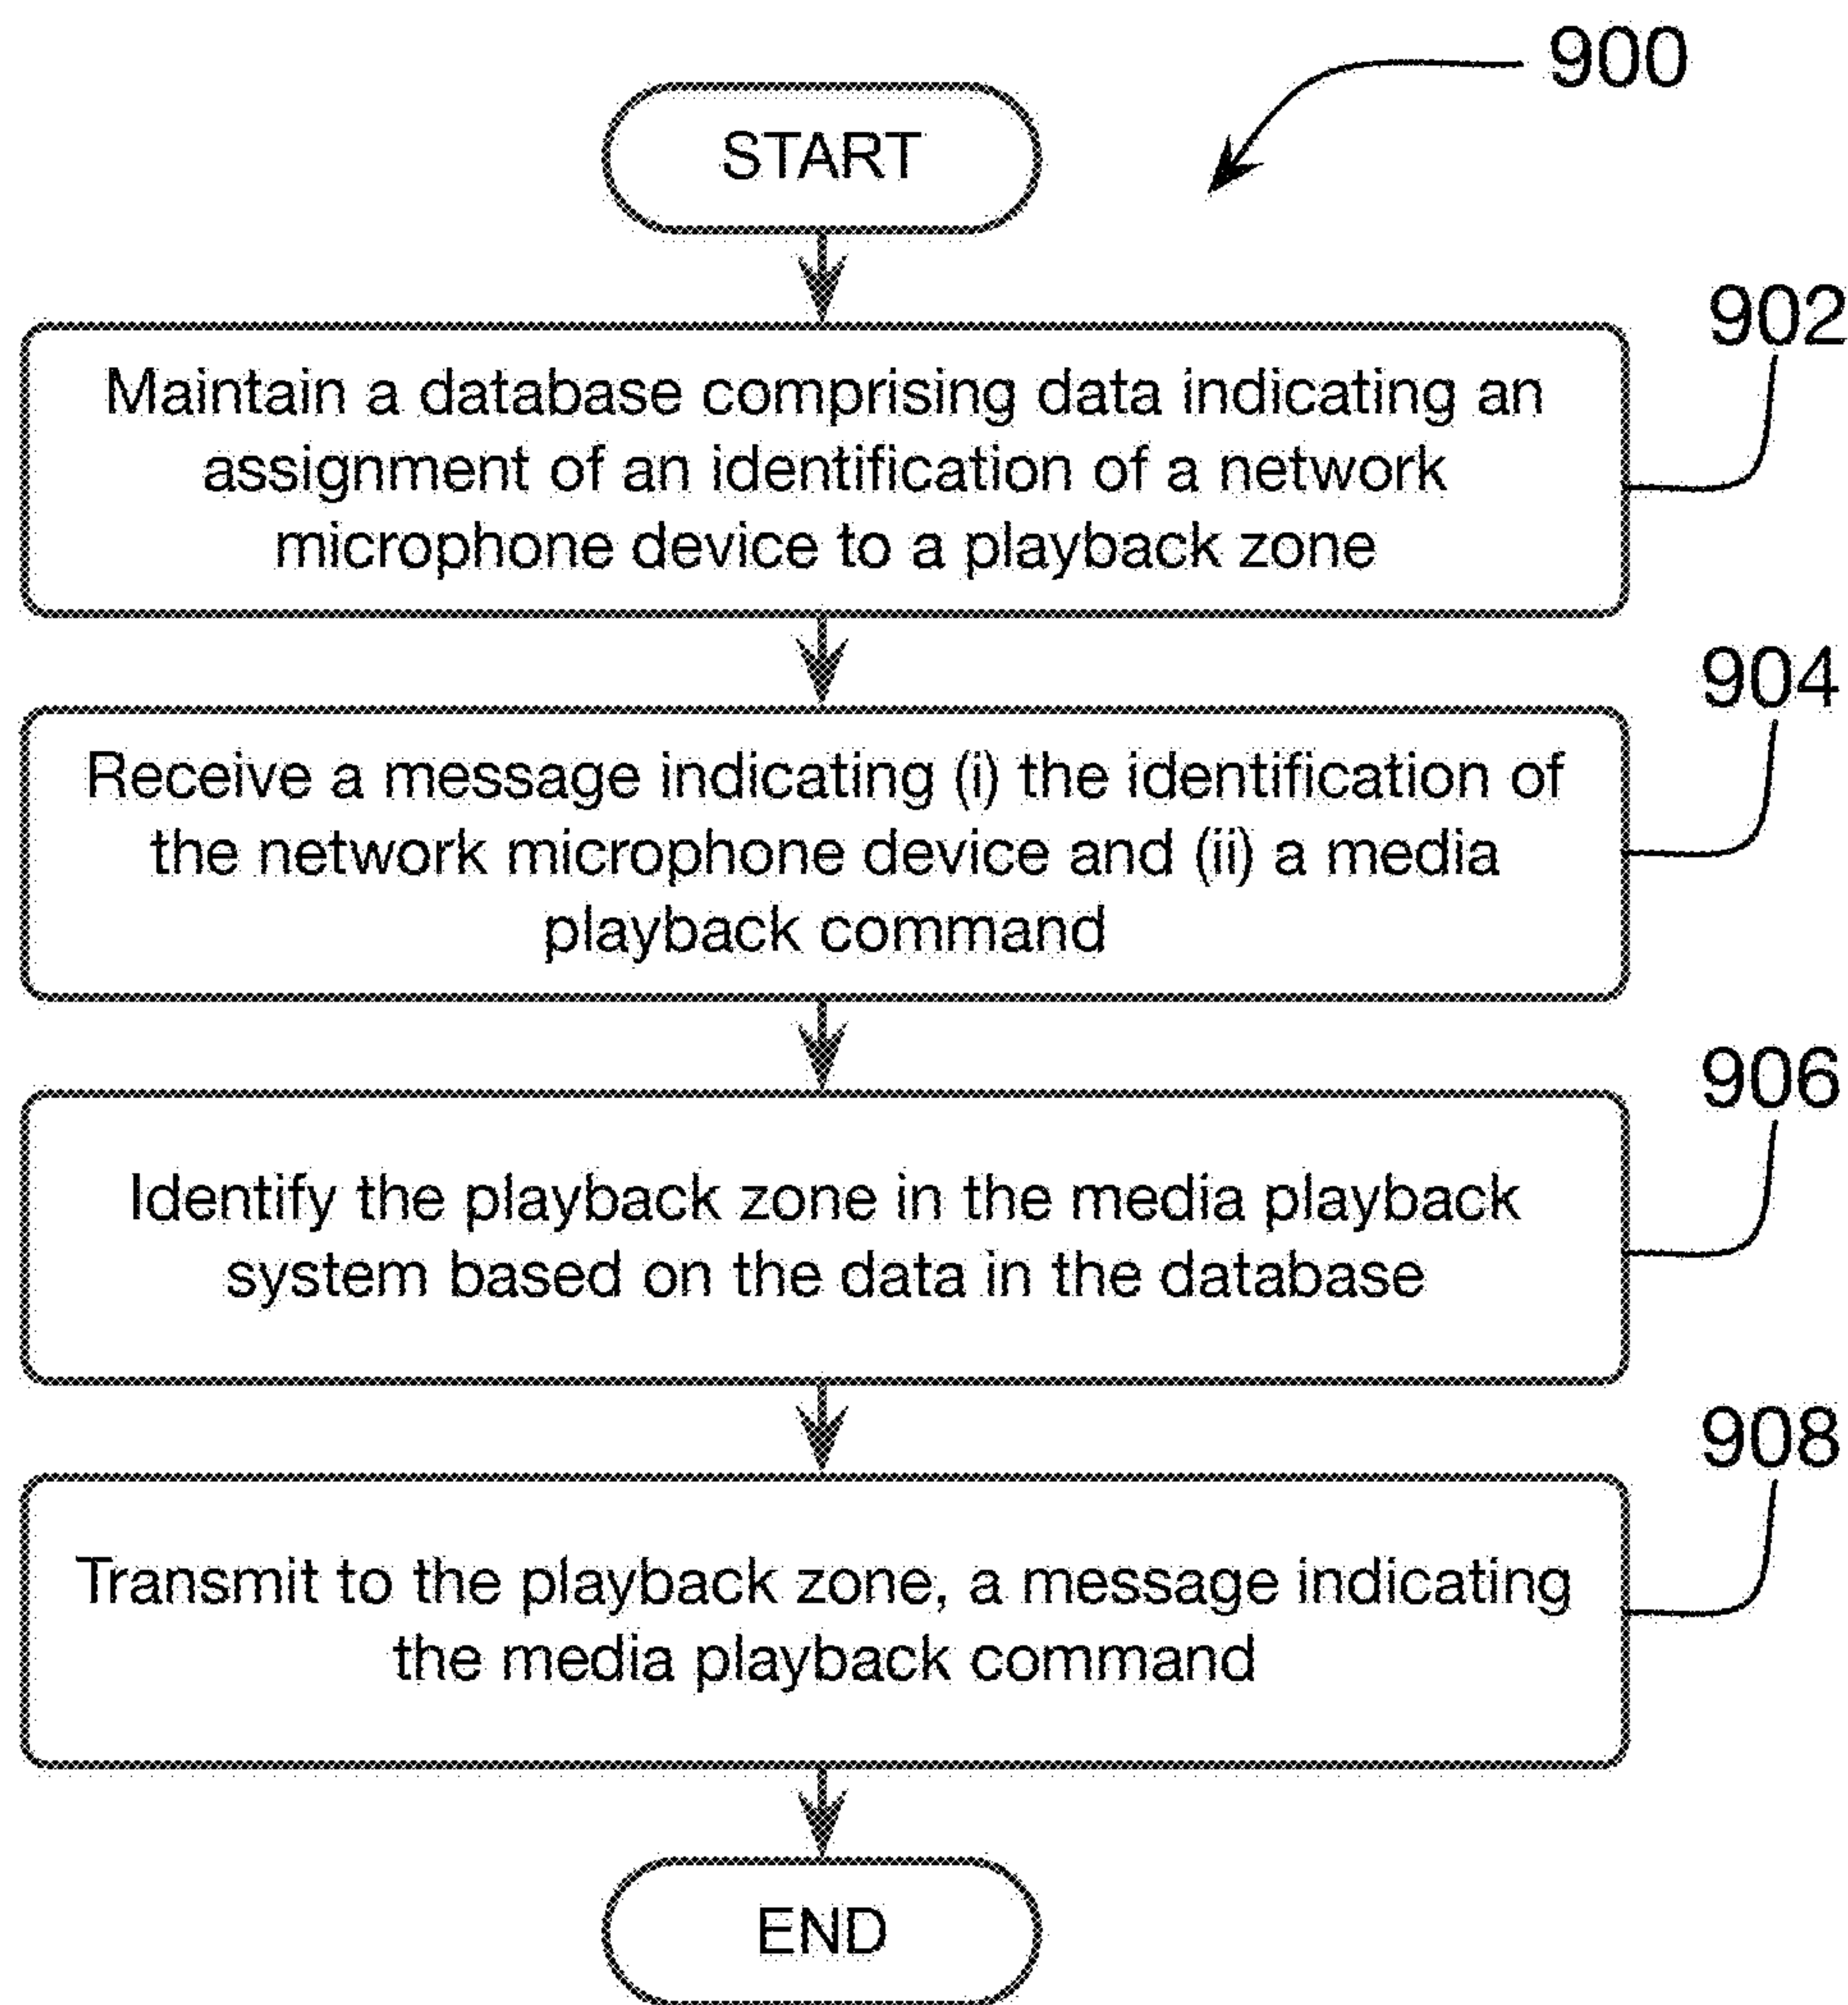 900
START
902
Maintain a database comprising data indicating an
assignment of an identification of a network
microphone device to a playback zone
904
Receive a message indicating (i) the identification of
the network microphone device and (ii) a media
playback command
906
Identify the playback zone in the media playback
system based on the data in the database
908
Transmit to the playback zone, a message indicating
the media playback command
END